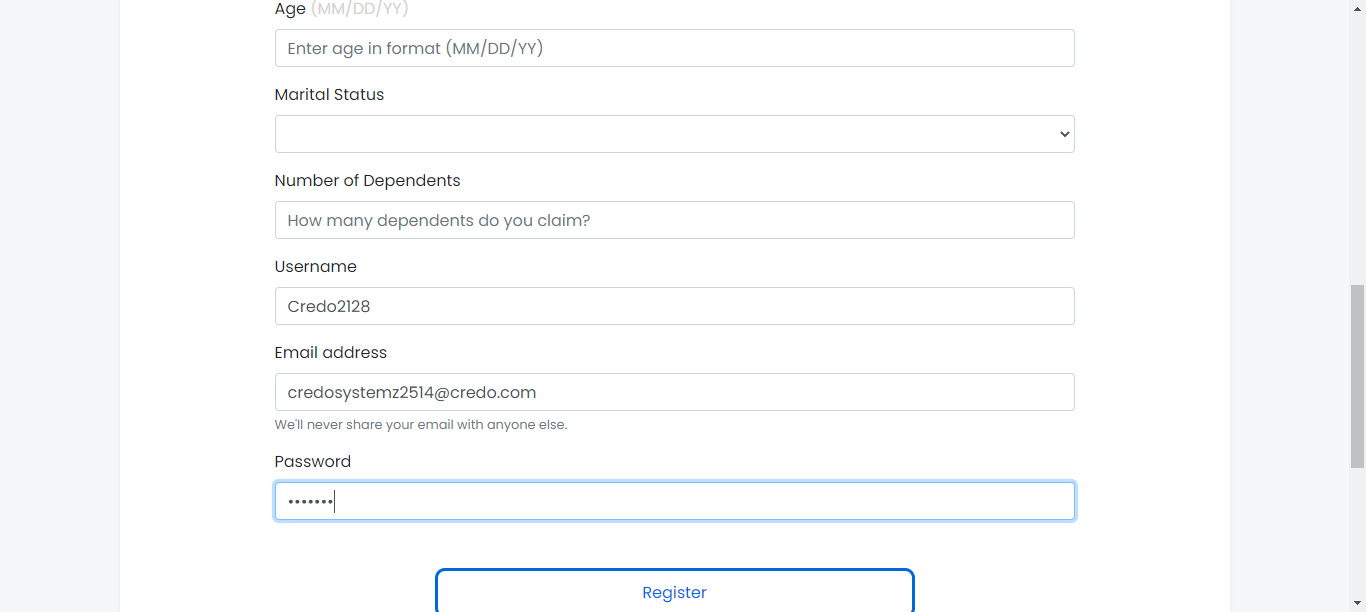 Age (MM/DD/YY)
Enter age in format (MM/DD/YY)
Marital Status
Number of Dependents
How many dependents do you claim?
Username
Credo2128
Email address
credosystemz2514@credo.com
We'll never share your email with anyone else.
Password
•••••••
Register